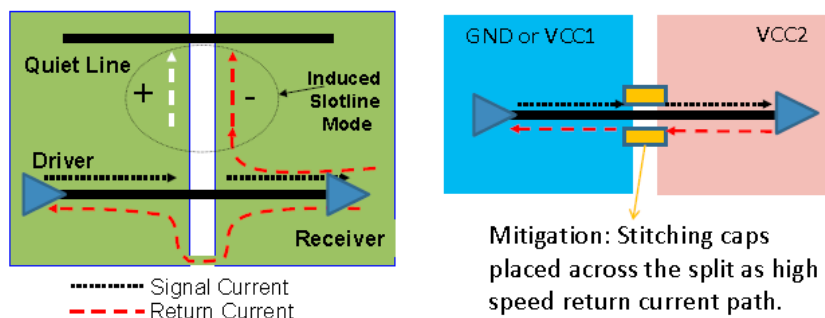 Quiet Line
+
-
Induced
Slotline
Mode
Driver
Receiver
Signal Current
Return Current
GND or VCC1
VCC2
Mitigation: Stitching caps
placed across the split as high
speed return current path.